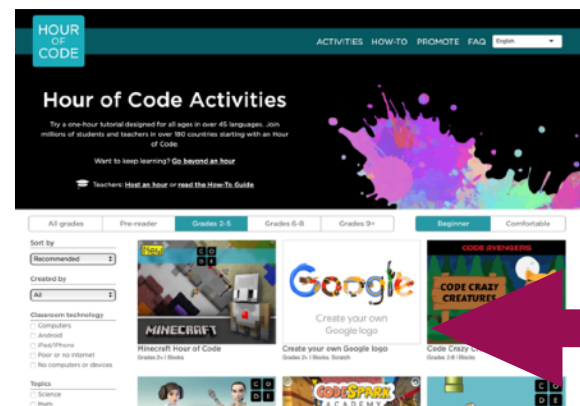 HOUR
OF
CODE
ACTIVITIES HOW-TO PROMOTE FAQ English
Hour of Code Activities
Try a one-hour tutorial designed for all ages in over 45 languages. Join
millions of students and teachers in over 180 countries starting with an Hour
of Code.
Want to keep learning? Go beyond an hour
Teachers: Host an hour or read the How-To Guide
All grades Pre-reader Grades 2-5 Grades 6-8 Grades 9+ Beginner Comfortable
Sort by
Recommended
Created by
All
Classroom technology
Computers
Android
iPad/iPhone
Poor or no internet
No computers or devices
Topics
Science
Math
New
C O
D E
MINECRAFT
Minecraft Hour of Code
Grades 2+ | Blocks
Google
Create your own
Google logo
Create your own Google logo
Grades 2+ | Blocks, Scratch
CODE AVENGERS
CODE CRAZY
CREATURES
Code Crazy
Grades 2-8 | Blocks
C O
D E
CODESPARK
ACADEMY
C O
D E